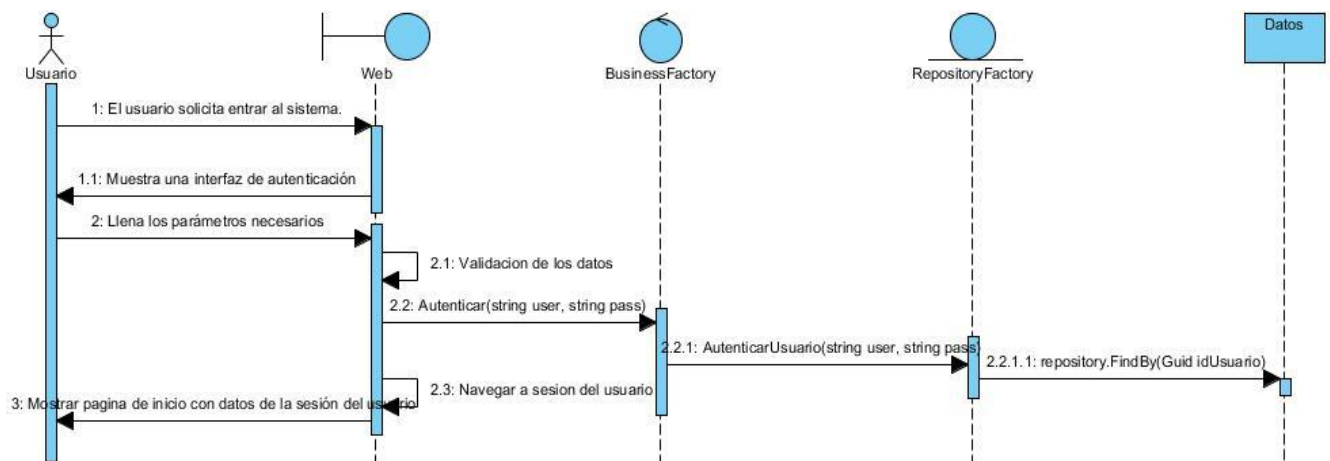 Usuario
Web
BusinessFactory
RepositoryFactory
Datos
1: El usuario solicita entrar al sistema.
1.1: Muestra una interfaz de autenticación
2: Llena los parámetros necesarios
2.1: Validacion de los datos
2.2: Autenticar(string user, string pass)
2.2.1: AutenticarUsuario(string user, string pass)
2.2.1.1: repository.FindBy(Guid idUsuario)
2.3: Navegar a sesion del usuario
3: Mostrar pagina de inicio con datos de la sesión del usuario